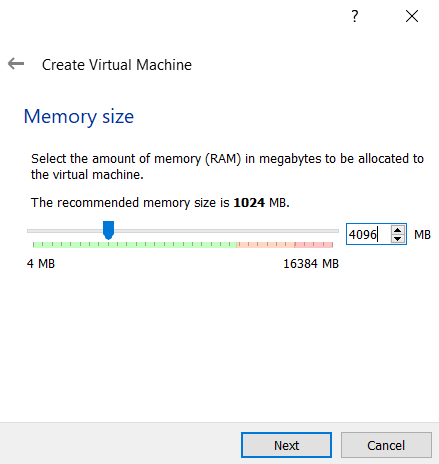 ?
Create Virtual Machine
Memory size
Select the amount of memory (RAM) in megabytes to be allocated to
the virtual machine.
The recommended memory size is 1024 MB.
4096 MB
4 MB 16384 MB
Next Cancel